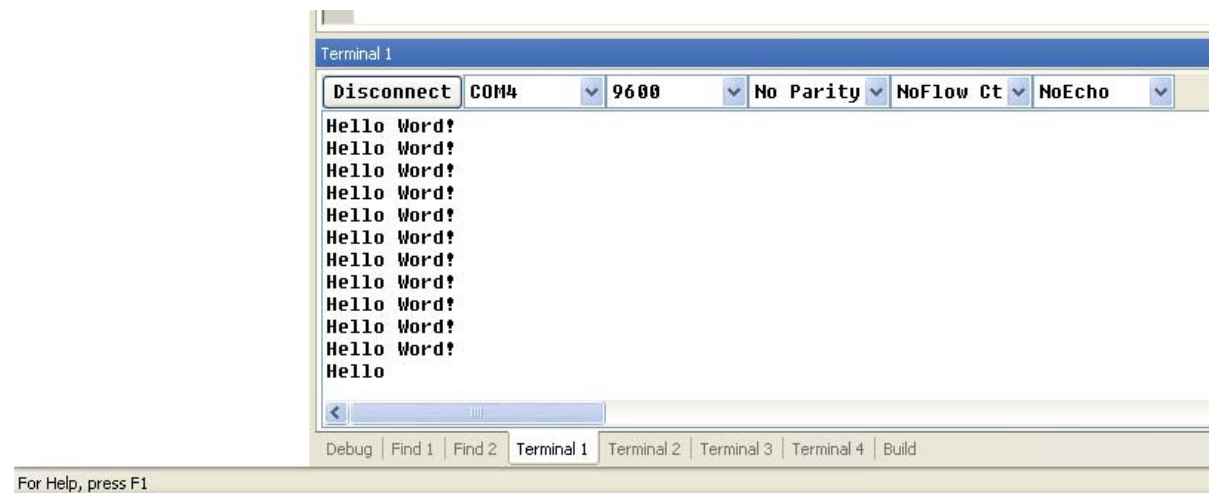 Terminal 1
Disconnect COM4 9600 No Parity NoFlow Ct NoEcho
Hello Word!
Hello Word!
Hello Word!
Hello Word!
Hello Word!
Hello Word!
Hello Word!
Hello Word!
Hello Word!
Hello Word!
Hello Word!
Hello
Debug Find 1 Find 2 Terminal 1 Terminal 2 Terminal 3 Terminal 4 Build
For Help, press F1